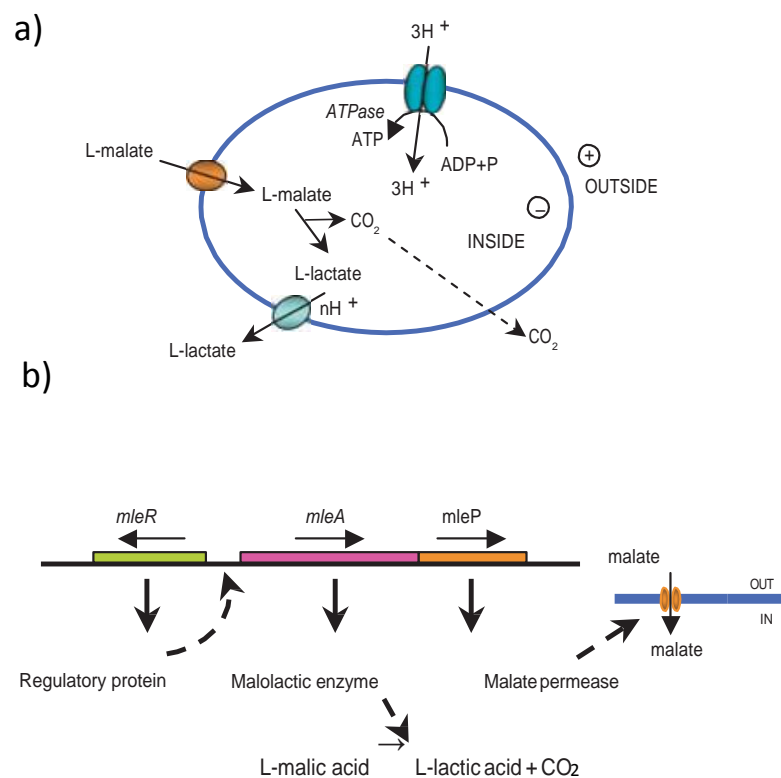 a)
3H +
ATPase
ATP
ADP+P
3H +
L-malate
L-malate
CO2
+
OUTSIDE
−
INSIDE
L-lactate
nH +
L-lactate
CO2
b)
mleR
mleA
mleP
malate
OUT
IN
malate
Regulatory protein
Malolactic enzyme
Malate permease
L-malic acid → L-lactic acid + CO2